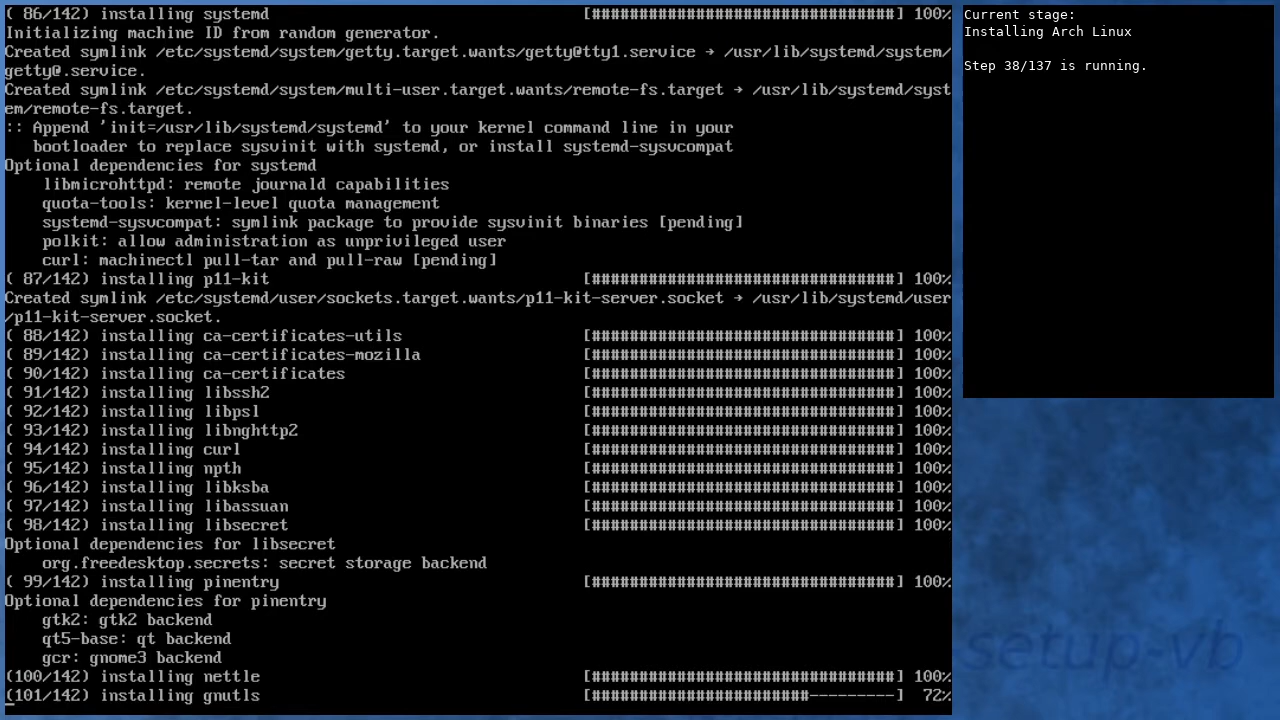 ( 86/142) installing systemd [################################] 100%
Initializing machine ID from random generator.
Created symlink /etc/systemd/system/getty.target.wants/getty@tty1.service → /usr/lib/systemd/system/
getty@.service.
Created symlink /etc/systemd/system/multi-user.target.wants/remote-fs.target → /usr/lib/systemd/syst
em/remote-fs.target.
:: Append 'init=/usr/lib/systemd/systemd' to your kernel command line in your
bootloader to replace sysvinit with systemd, or install systemd-sysvcompat
Optional dependencies for systemd
libmicrohttpd: remote journald capabilities
quota-tools: kernel-level quota management
systemd-sysvcompat: symlink package to provide sysvinit binaries [pending]
polkit: allow administration as unprivileged user
curl: machinectl pull-tar and pull-raw [pending]
( 87/142) installing p11-kit [################################] 100%
Created symlink /etc/systemd/user/sockets.target.wants/p11-kit-server.socket → /usr/lib/systemd/user
/p11-kit-server.socket.
( 88/142) installing ca-certificates-utils [################################] 100%
( 89/142) installing ca-certificates-mozilla [################################] 100%
( 90/142) installing ca-certificates [################################] 100%
( 91/142) installing libssh2 [################################] 100%
( 92/142) installing libpsl [################################] 100%
( 93/142) installing libnghttp2 [################################] 100%
( 94/142) installing curl [################################] 100%
( 95/142) installing npth [################################] 100%
( 96/142) installing libksba [################################] 100%
( 97/142) installing libassuan [################################] 100%
( 98/142) installing libsecret [################################] 100%
Optional dependencies for libsecret
org.freedesktop.secrets: secret storage backend
( 99/142) installing pinentry [################################] 100%
Optional dependencies for pinentry
gtk2: gtk2 backend
qt5-base: qt backend
gcr: gnome3 backend
(100/142) installing nettle [################################] 100%
(101/142) installing gnutls [#######################---------] 72%
Current stage:
Installing Arch Linux
Step 38/137 is running.
setup-vb